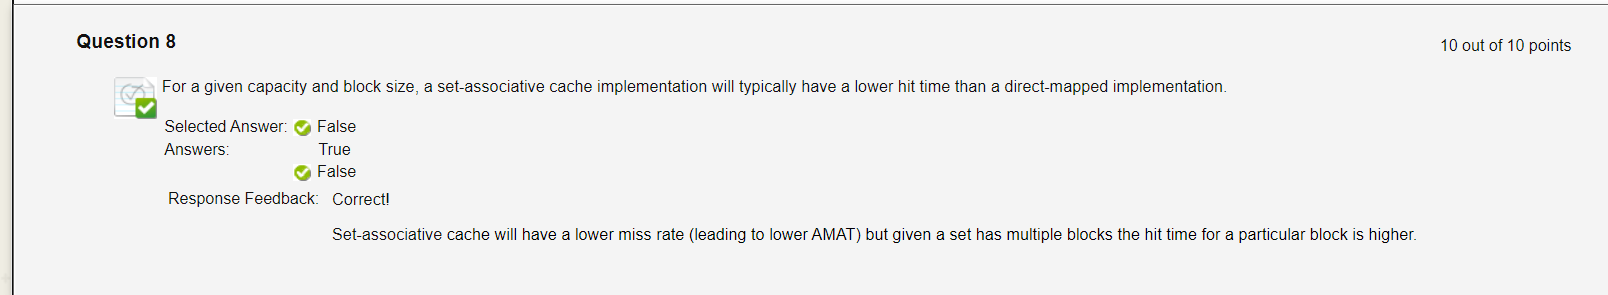 Question 8
10 out of 10 points
For a given capacity and block size, a set-associative cache implementation will typically have a lower hit time than a direct-mapped implementation.
Selected Answer: False
Answers: True
False
Response Feedback: Correct!
Set-associative cache will have a lower miss rate (leading to lower AMAT) but given a set has multiple blocks the hit time for a particular block is higher.